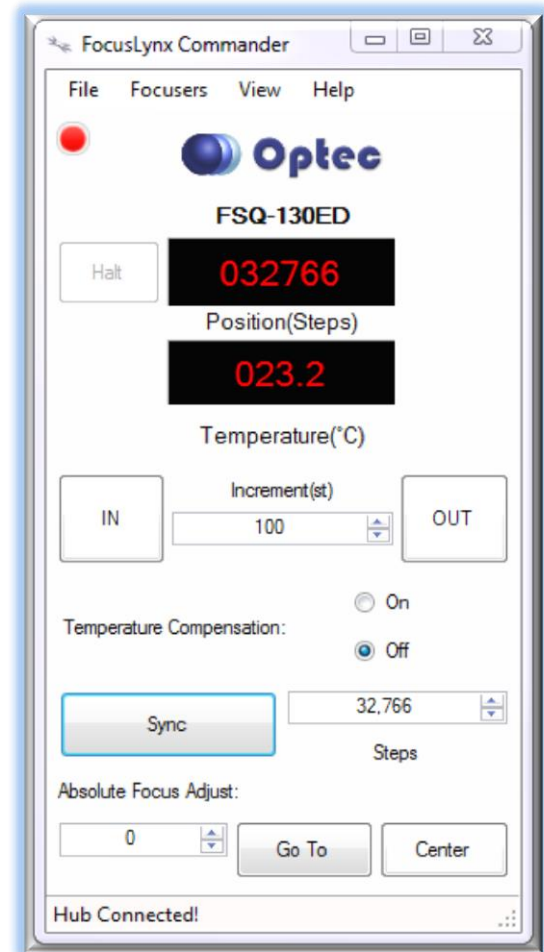 FocusLynx Commander
File Focusers View Help
Optec
FSQ-130ED
Halt
032766
Position(Steps)
023.2
Temperature(°C)
IN
Increment(st)
100
OUT
On
Temperature Compensation:
Off
Sync
32,766
Steps
Absolute Focus Adjust:
0
Go To
Center
Hub Connected!